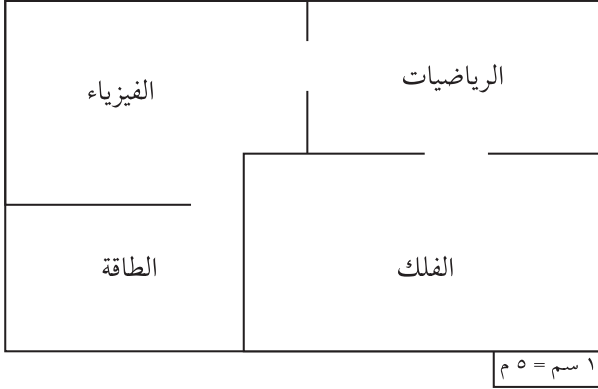 الرياضيات
الفيزياء
الفلك
الطاقة
١ سم = ٥ م